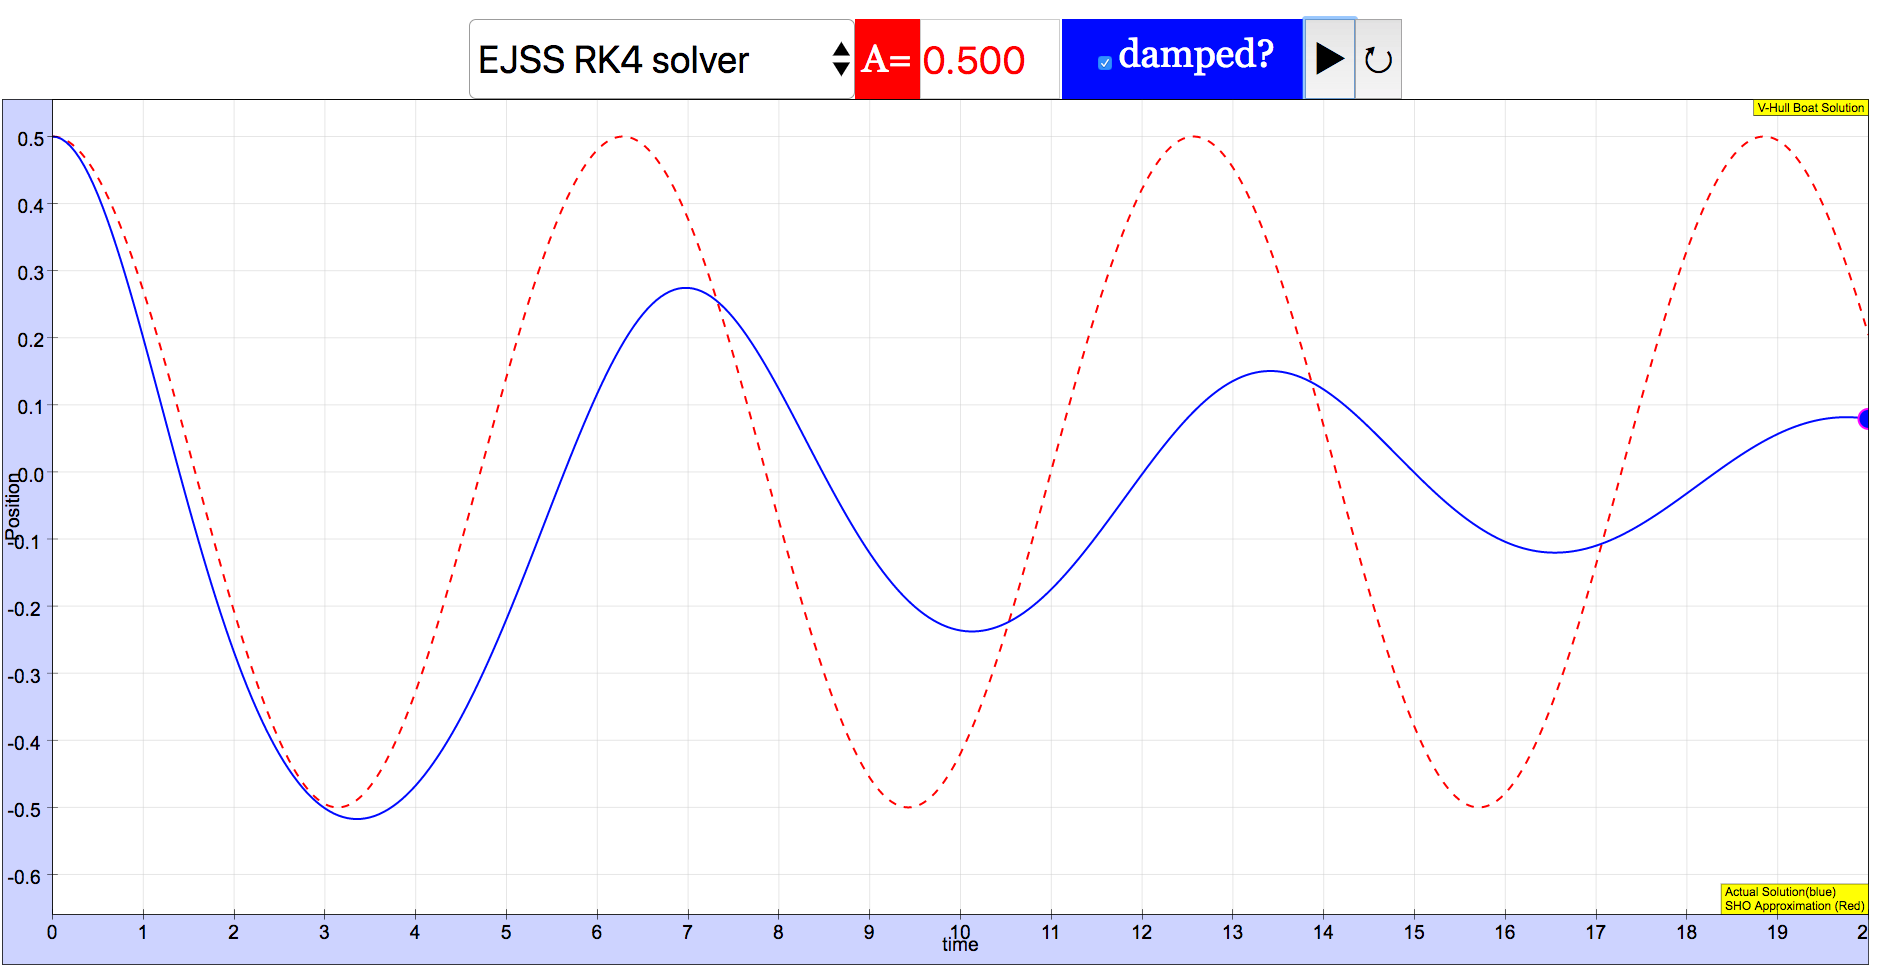 EJSS RK4 solver A= 0.500 damped?
V-Hull Boat Solution
0.5
0.4
0.3
0.2
0.1
0.0
-0.1
-0.2
-0.3
-0.4
-0.5
-0.6
Position
Actual Solution(blue)
SHO Approximation (Red)
0 1 2 3 4 5 6 7 8 9 10 11 12 13 14 15 16 17 18 19 2
time